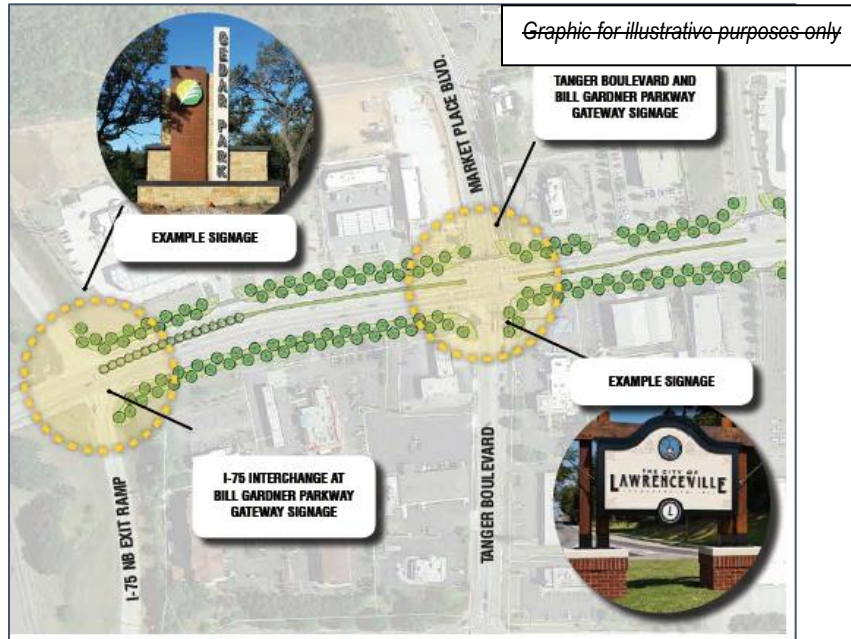 Graphic for illustrative purposes only
CEDAR PARK
MARKET PLACE BLVD.
TANGER BOULEVARD AND
BILL GARDNER PARKWAY
GATEWAY SIGNAGE
EXAMPLE SIGNAGE
EXAMPLE SIGNAGE
THE CITY OF
LAWRENCEVILLE
L
I-75 INTERCHANGE AT
BILL GARDNER PARKWAY
GATEWAY SIGNAGE
I-75 NB EXIT RAMP
TANGER BOULEVARD